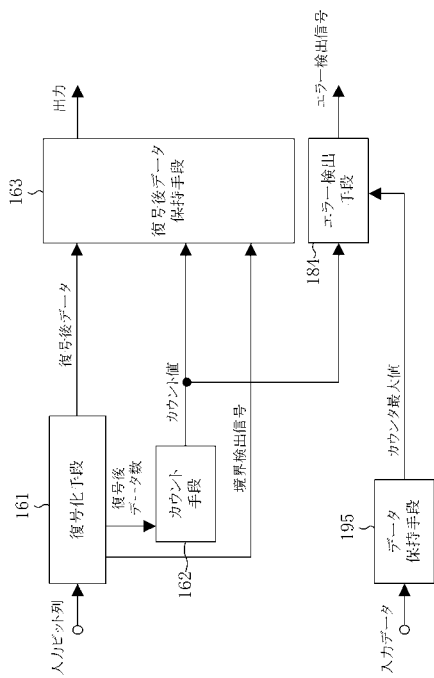 入力ビット列
161
復号化手段
復号後データ
163
復号後データ
保持手段
出力
復号後
データ数
カウント
手段
162
カウント値
境界検出信号
184
エラー検出
手段
エラー検出信号
入力データ
195
データ
保持手段
カウンタ最大値